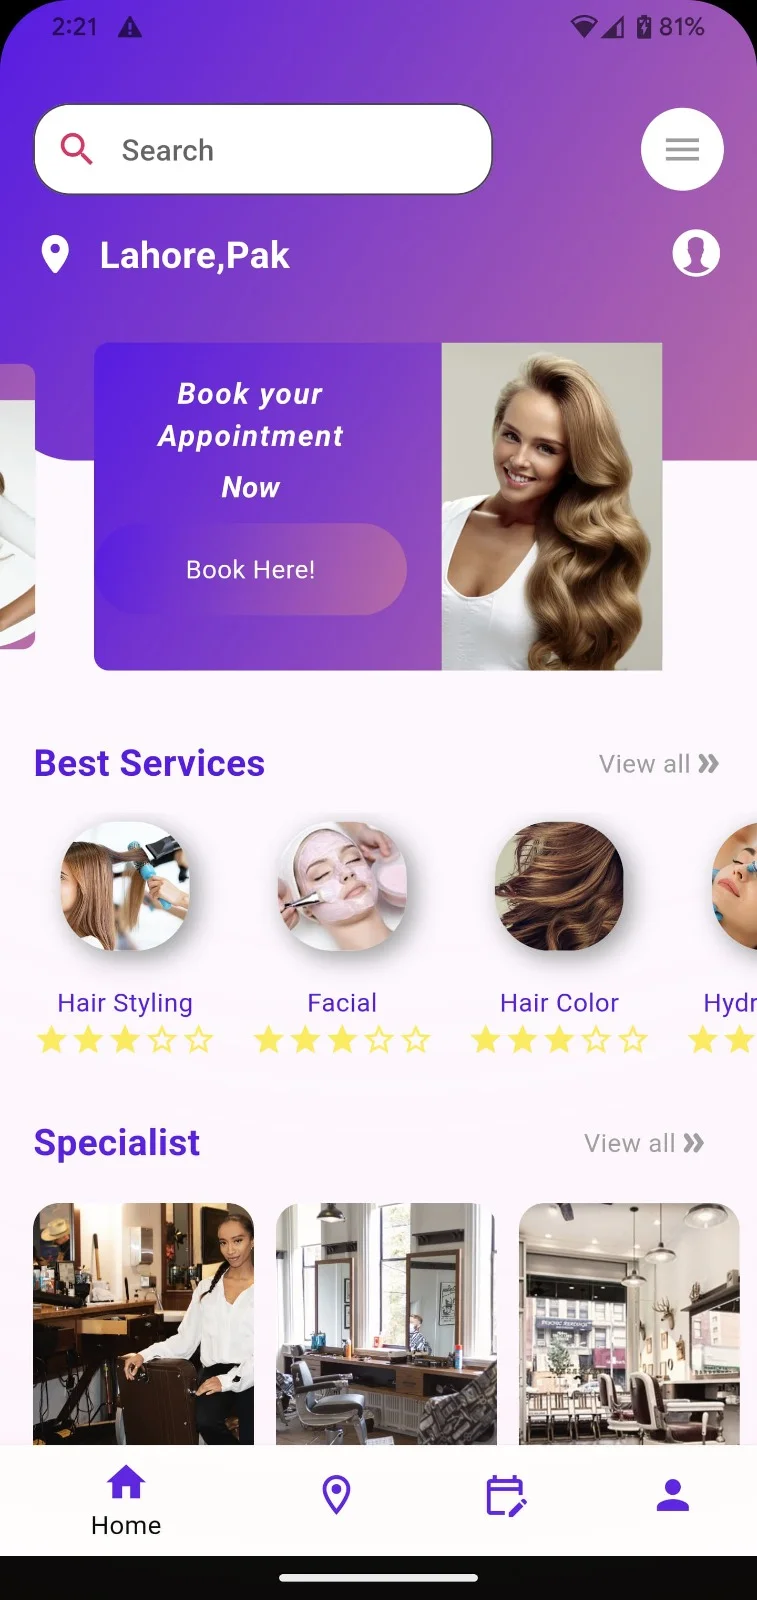 2:21
81%
Search
Lahore,Pak
Book your
Appointment
Now
Book Here!
Best Services
View all
Hair Styling
Facial
Hair Color
Hydr
Specialist
View all
Home